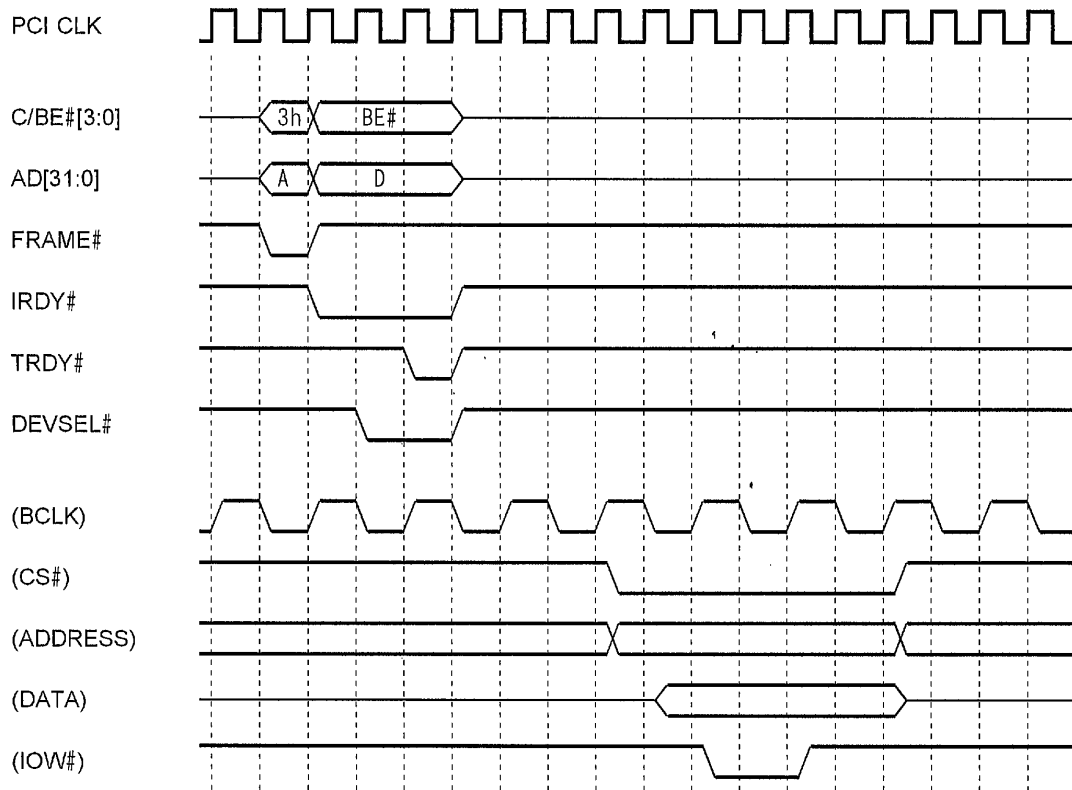 PCI CLK
C/BE#[3:0] 3h BE#
AD[31:0] A D
FRAME#
IRDY#
TRDY#
DEVSEL#
(BCLK)
(CS#)
(ADDRESS)
(DATA)
(IOW#)